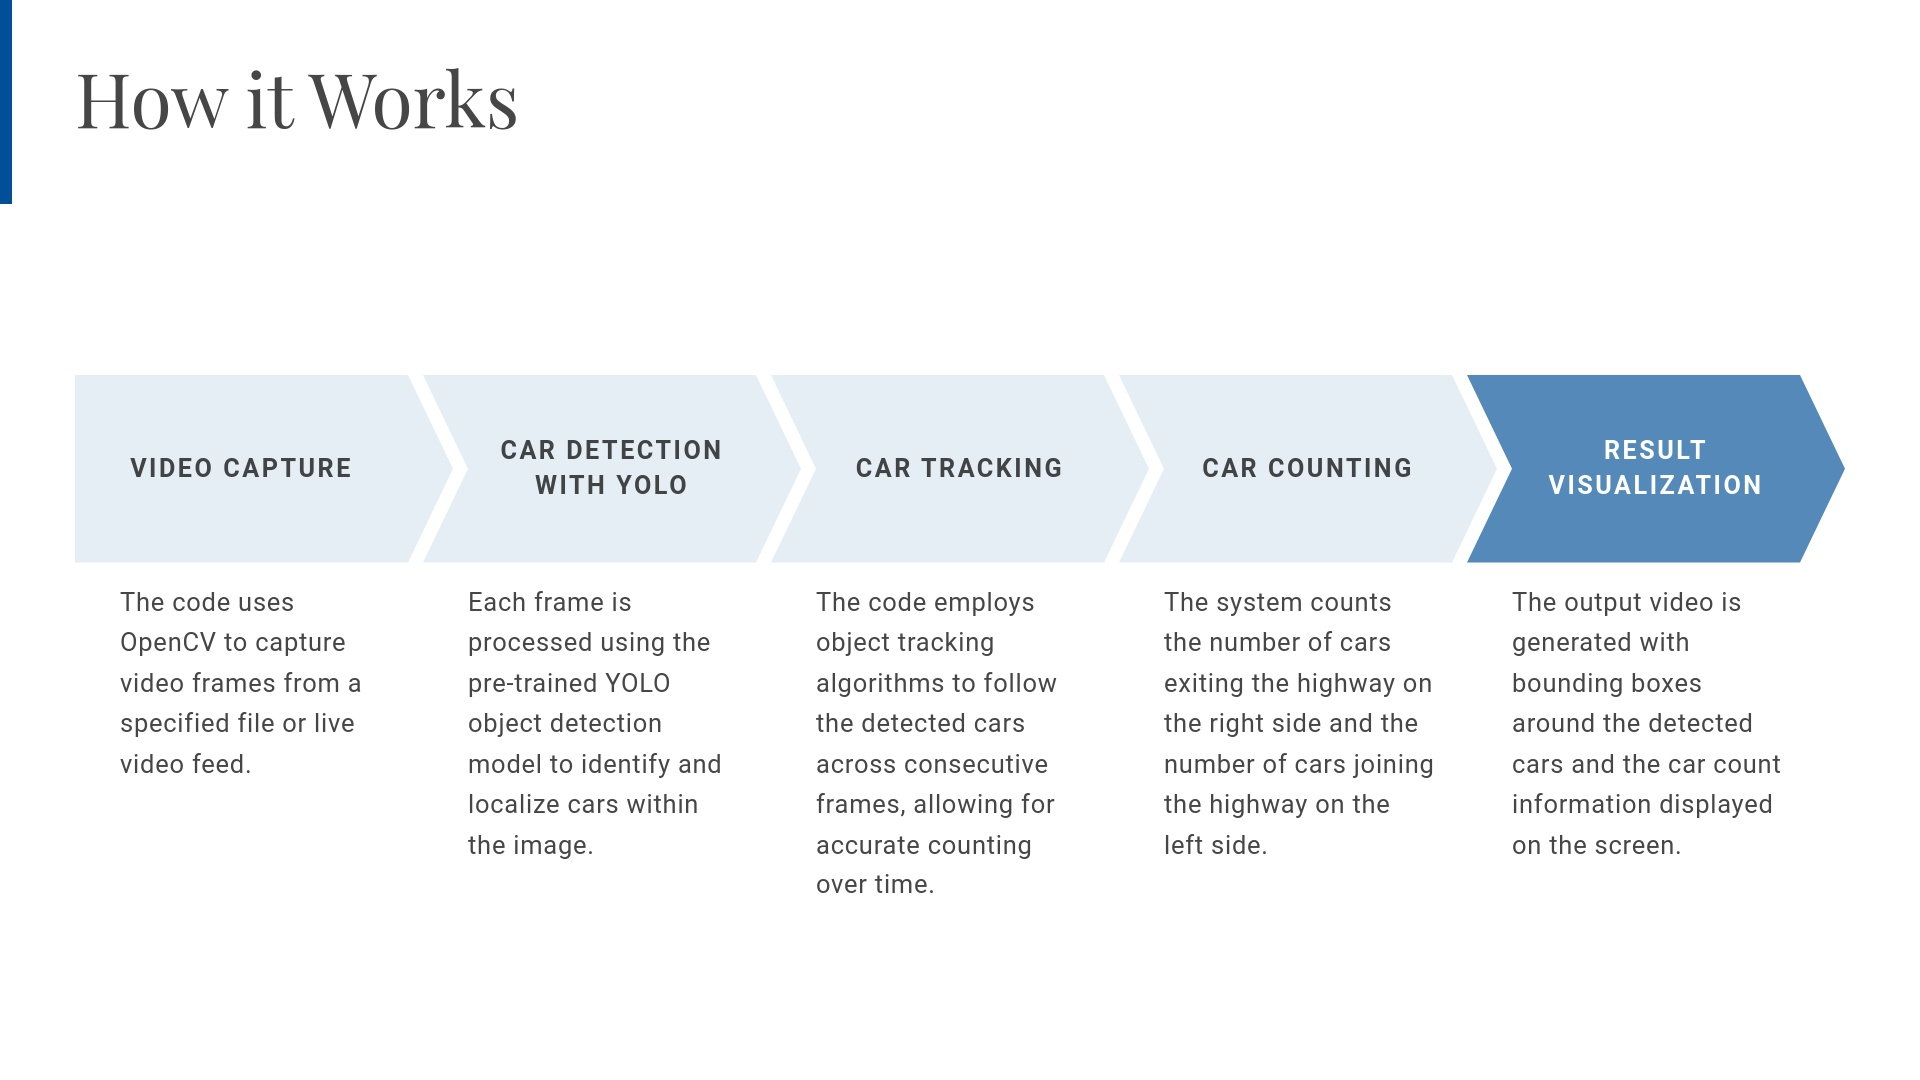 How it Works
VIDEO CAPTURE
The code uses
OpenCV to capture
video frames from a
specified file or live
video feed.
CAR DETECTION
WITH YOLO
Each frame is
processed using the
pre-trained YOLO
object detection
model to identify and
localize cars within
the image.
CAR TRACKING
The code employs
object tracking
algorithms to follow
the detected cars
across consecutive
frames, allowing for
accurate counting
over time.
CAR COUNTING
The system counts
the number of cars
exiting the highway on
the right side and the
number of cars joining
the highway on the
left side.
RESULT
VISUALIZATION
The output video is
generated with
bounding boxes
around the detected
cars and the car count
information displayed
on the screen.